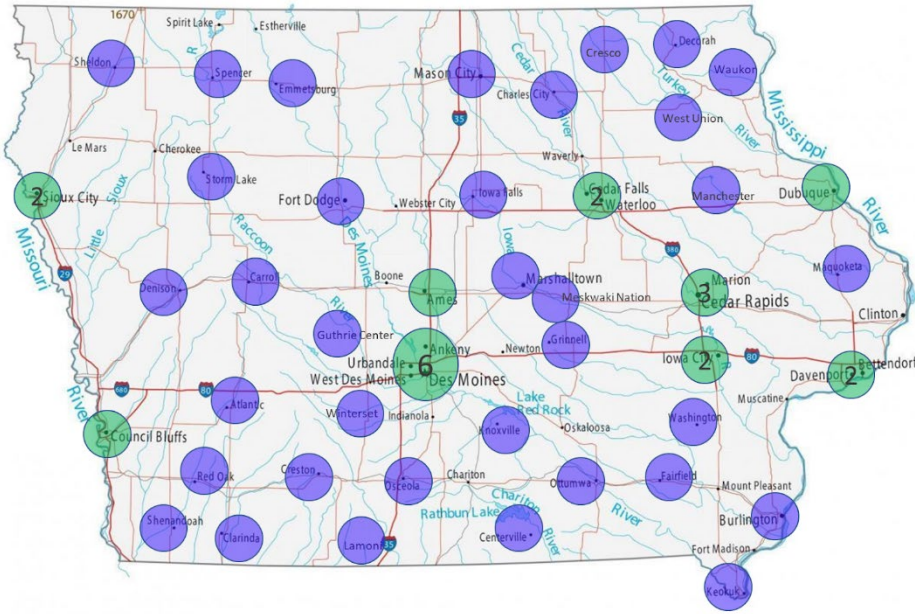 1670
Spirit Lake
Estherville
R
Sheldon
Spencer
Emmetsburg
Mason City
Charles City
Cedar
River
Cresco
Decorah
Turkey
River
Waukon
West Union
Mississippi
River
35
Le Mars
Cherokee
Storm Lake
Waverly
2
Sioux City
Little
Sioux
Fort Dodge
Webster City
Iowa Falls
2
Cedar Falls
Waterloo
Manchester
Dubuque
Missouri
River
29
Raccoon
River
Des Moines
Iowa
380
Denison
Carroll
Boone
Ames
Marshalltown
Meskwaki Nation
3
Marion
Cedar Rapids
Maquoketa
Clinton
Guthrie Center
Ankeny
6
Urbandale
West Des Moines
Des Moines
Newton
Grinnell
2
Iowa City
R
80
Davenport
2
Bettendorf
680
80
Atlantic
Winterset
Indianola
Lake
Red Rock
Knoxville
Oskaloosa
Washington
Muscatine
Council Bluffs
Red Oak
Creston
Osceola
Chariton
Ottumwa
Fairfield
Mount Pleasant
Chariton
River
Rathbun Lake
River
Burlington
Shenandoah
Clarinda
Lamoni
35
Centerville
Fort Madison
Keokuk